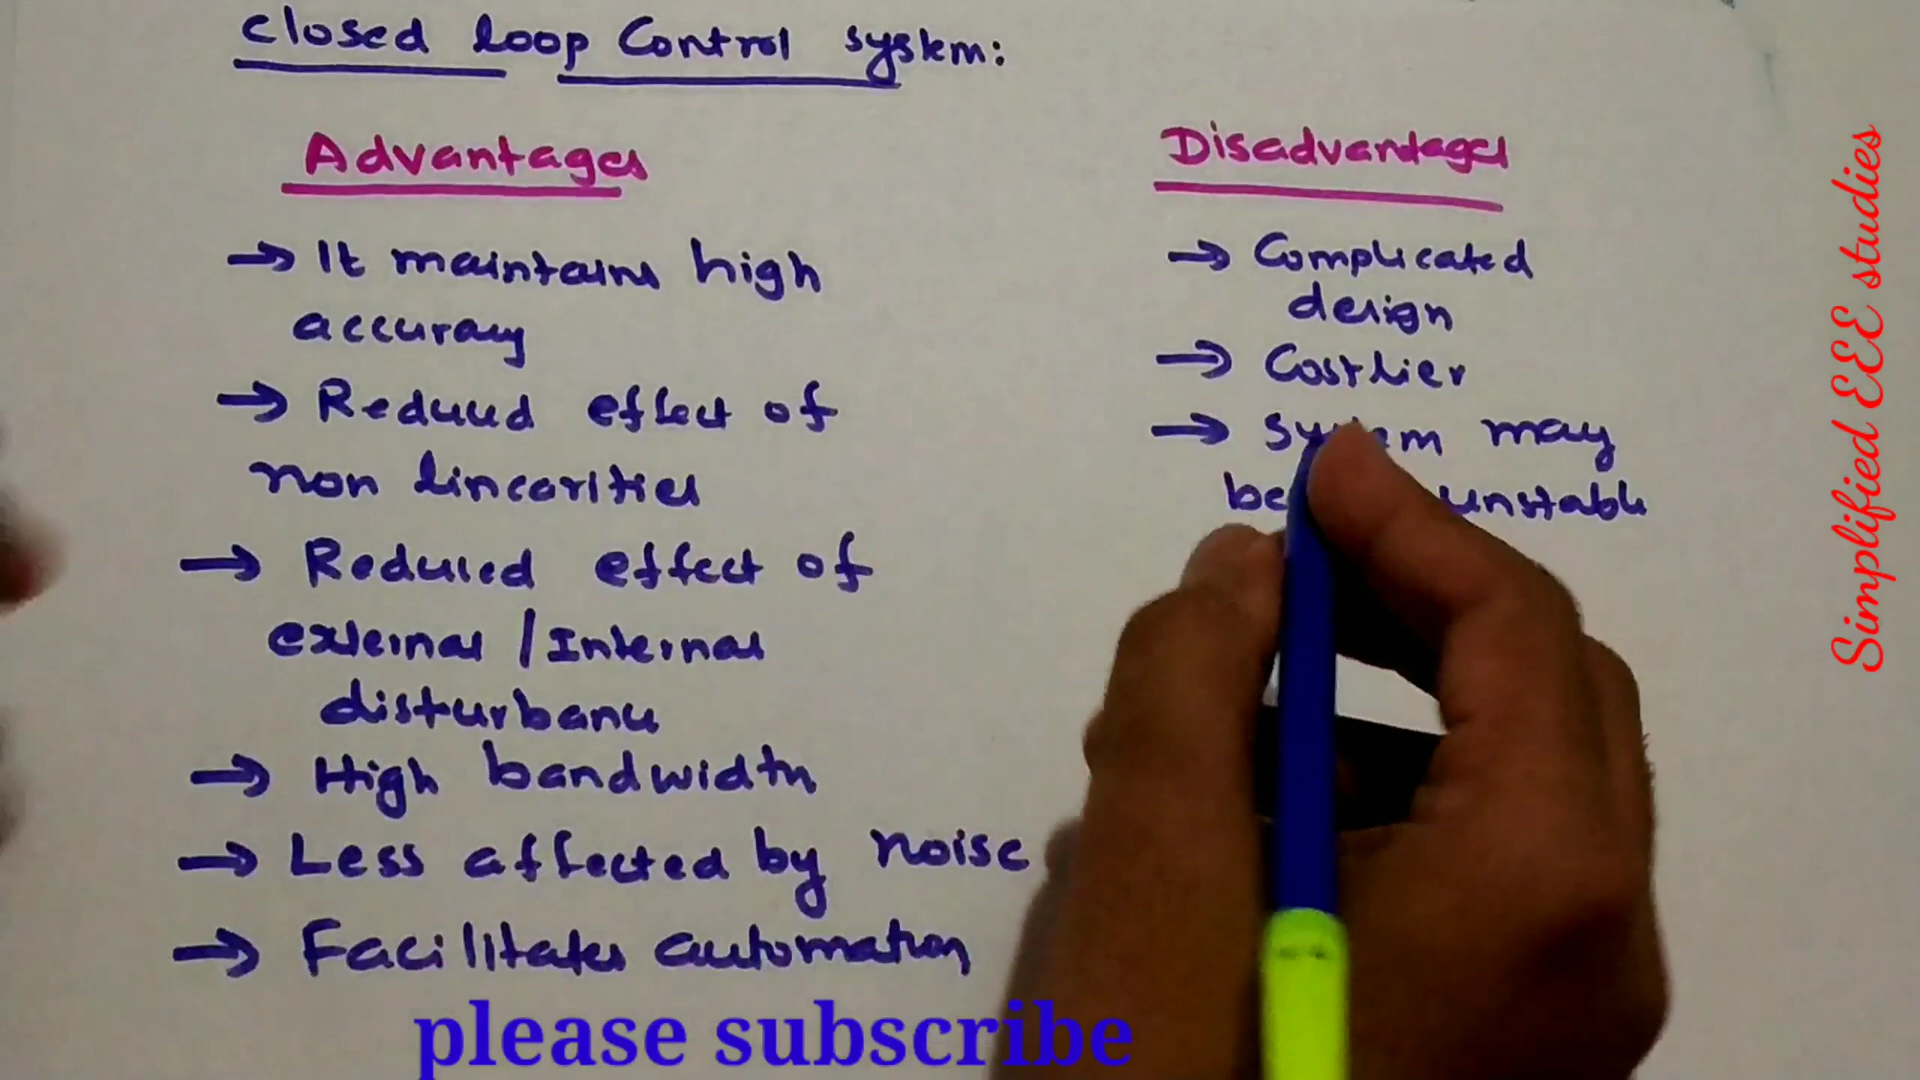 Closed loop Control system:
Advantages
→ It maintains high
accuracy
→ Reduced effect of
non linearities
→ Reduced effect of
external / Internal
disturbance
→ High bandwidth
→ Less affected by noise
→ Facilitates automation
Disadvantages
→ Complicated
design
→ Costlier
→ system may
unstable
Simplified EEE studies
please subscribe